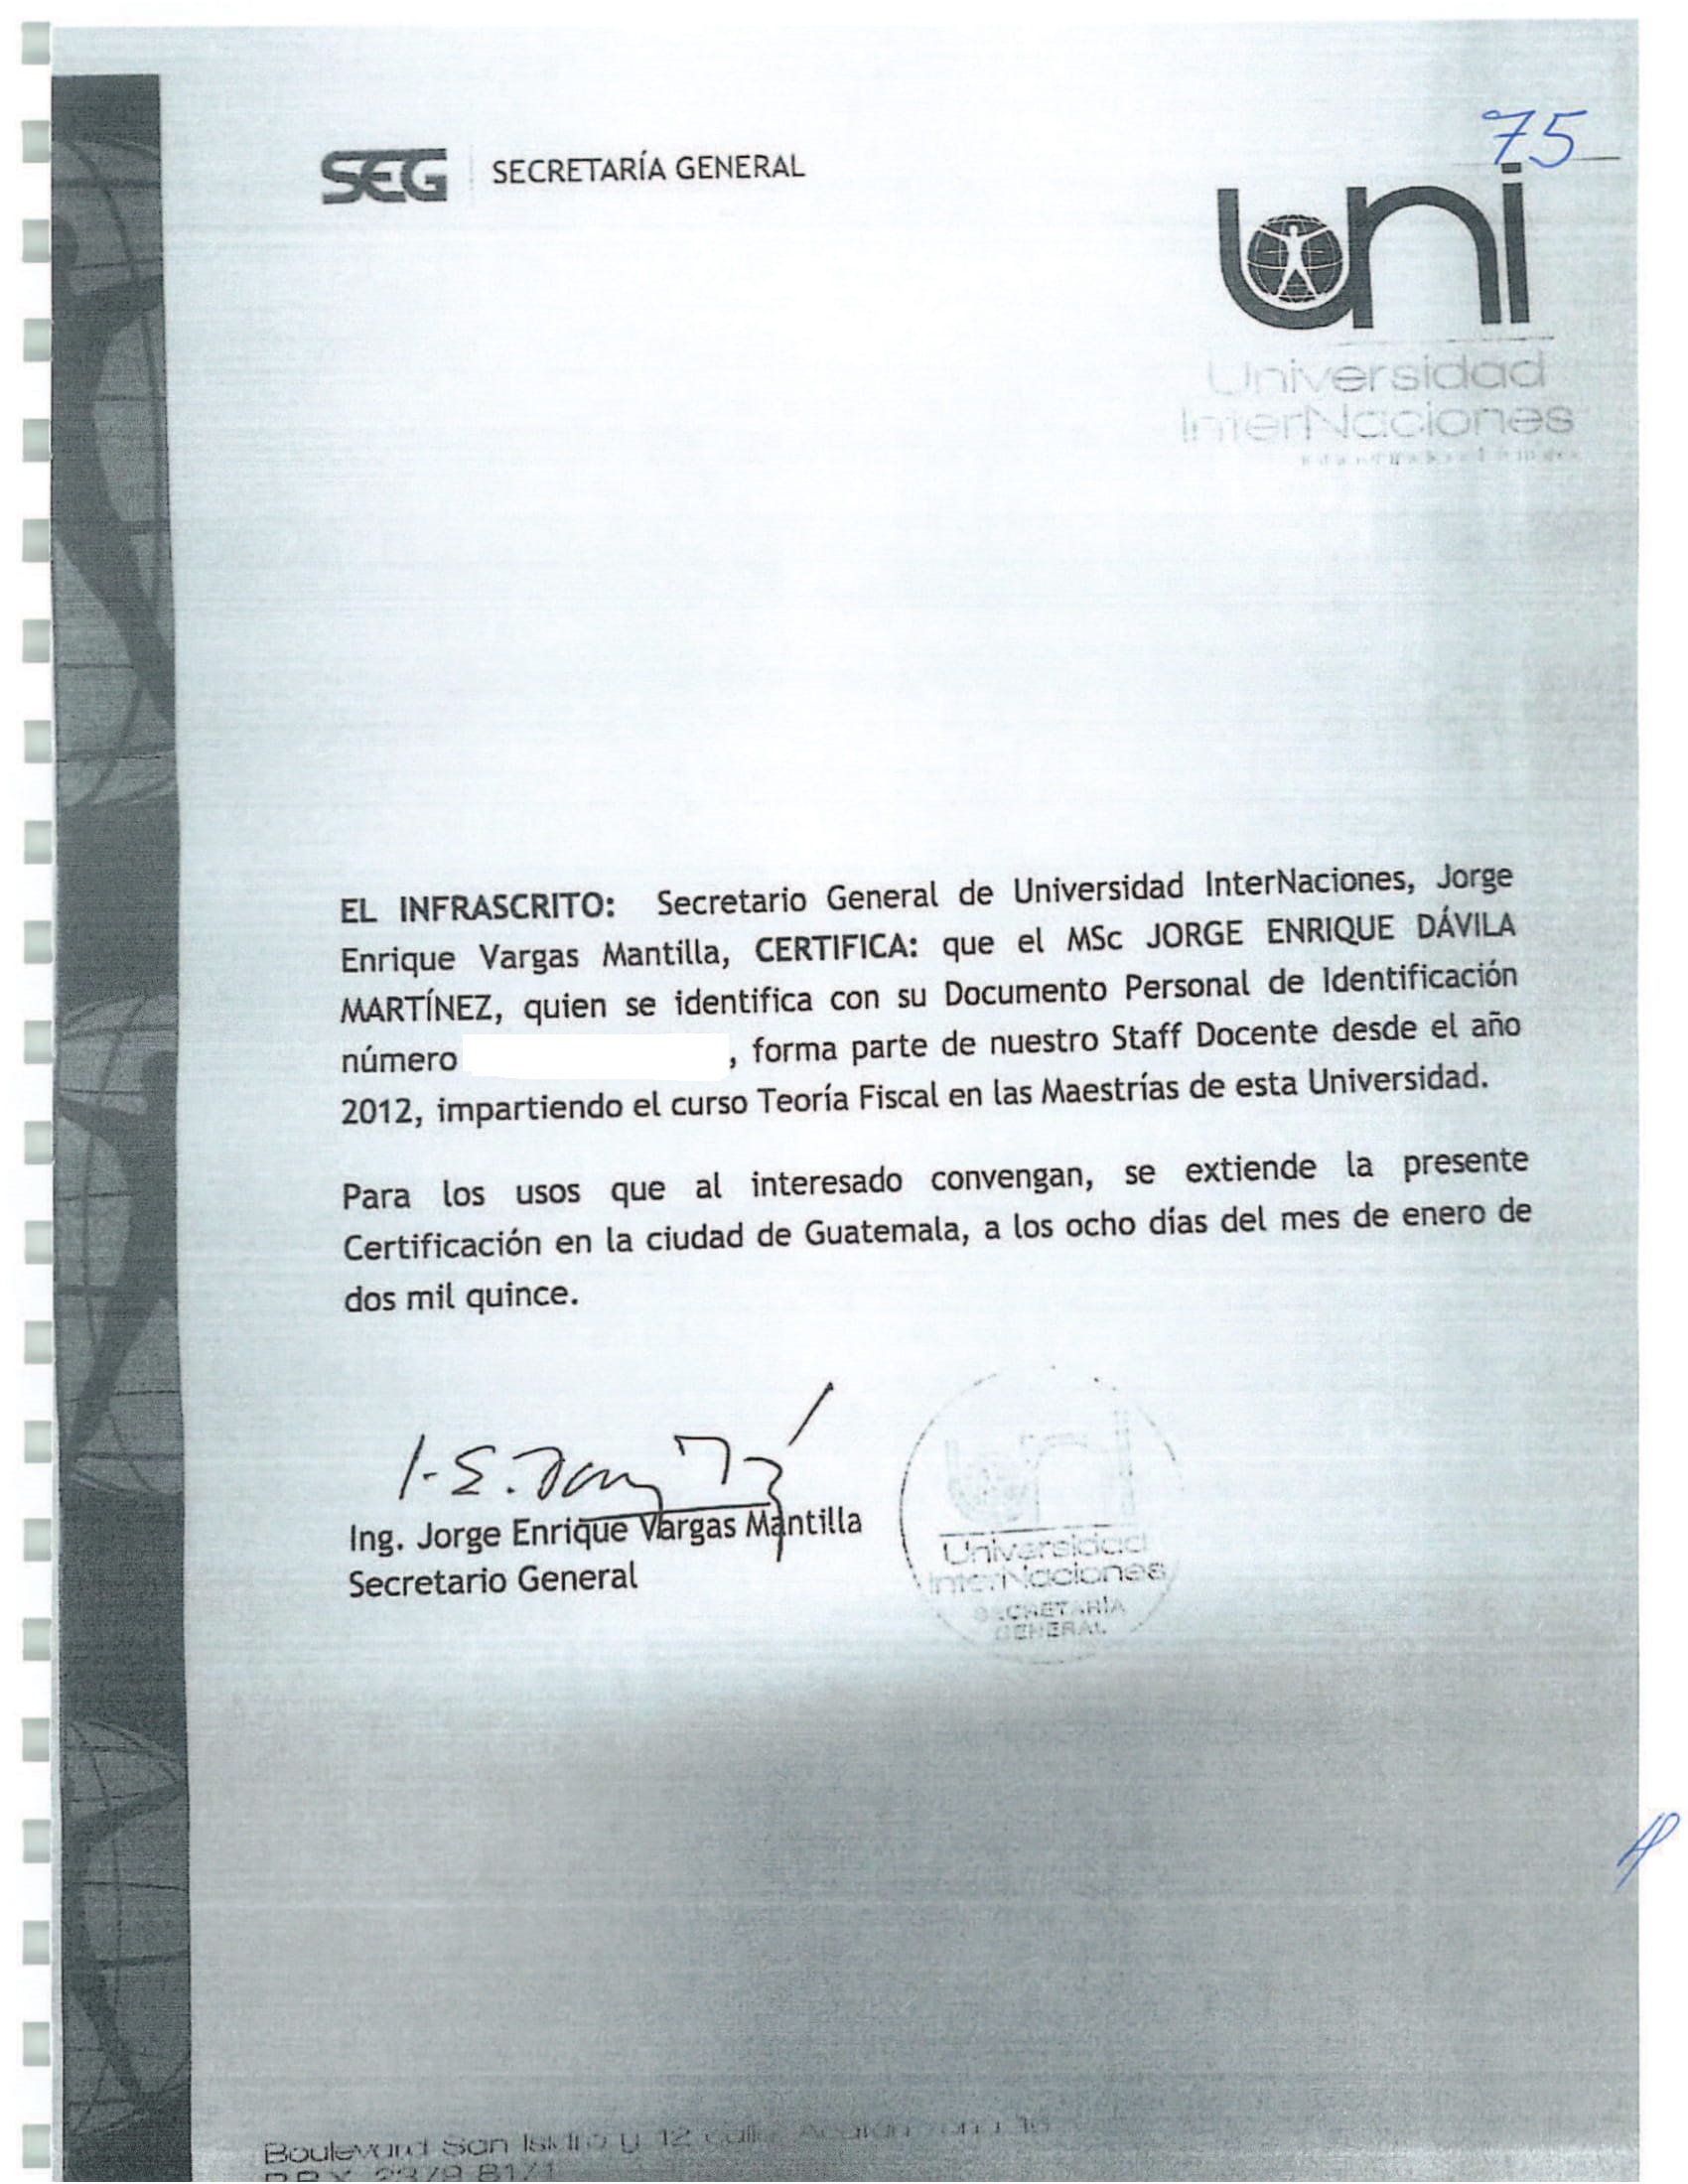 75
SEG SECRETARÍA GENERAL
uni
Universidad
InterNaciones
EL INFRASCRITO: Secretario General de Universidad InterNaciones, Jorge
Enrique Vargas Mantilla, CERTIFICA: que el MSc JORGE ENRIQUE DÁVILA
MARTÍNEZ, quien se identifica con su Documento Personal de Identificación
número , forma parte de nuestro Staff Docente desde el año
2012, impartiendo el curso Teoría Fiscal en las Maestrías de esta Universidad.
Para los usos que al interesado convengan, se extiende la presente
Certificación en la ciudad de Guatemala, a los ocho días del mes de enero de
dos mil quince.
Ing. Jorge Enrique Vargas Mantilla
Secretario General
uni
Universidad
InterNaciones
SECRETARÍA
GENERAL
Boulevard San Isidro y 12 calle Acatán zona 16
PBX 2379 8171